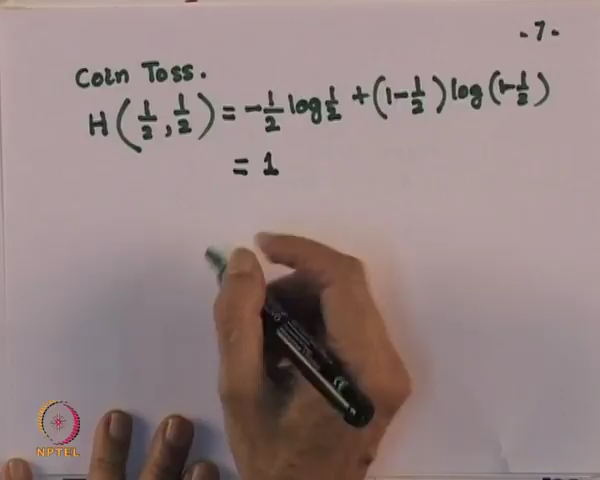 . 7 .
Coin Toss.
H(1/2, 1/2) = -1/2 log 1/2 + (1-1/2) log (1-1/2)
= 1
NPTEL